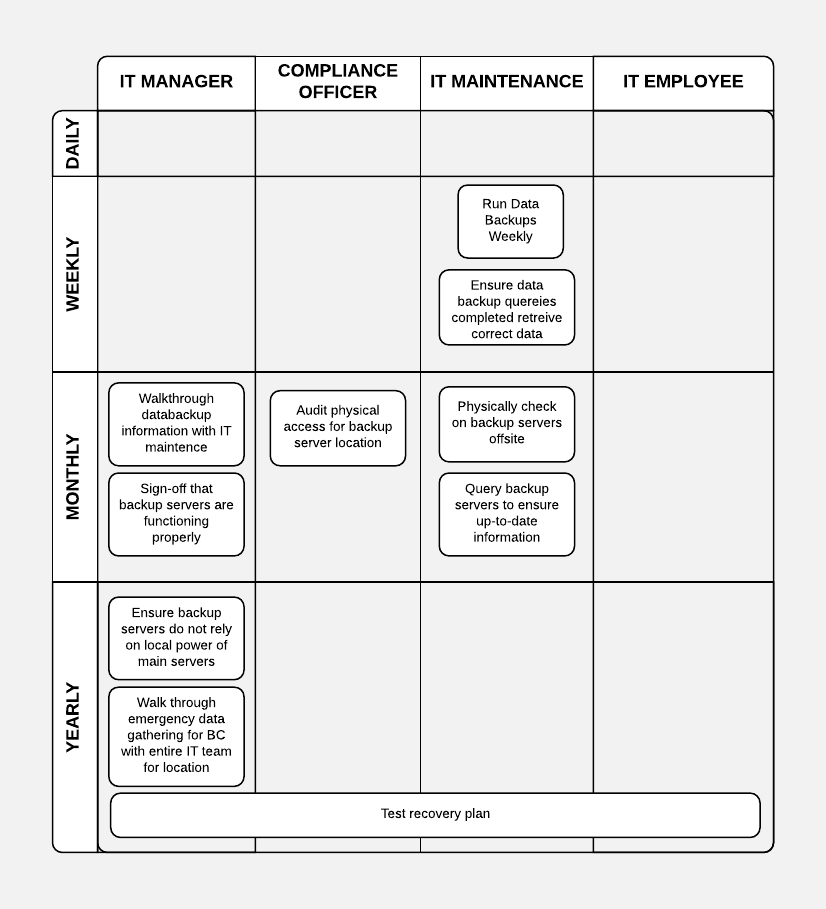 IT MANAGER
COMPLIANCE
OFFICER
IT MAINTENANCE
IT EMPLOYEE
DAILY
WEEKLY
Run Data
Backups
Weekly
Ensure data
backup quereies
completed retreive
correct data
MONTHLY
Walkthrough
databackup
information with IT
maintence
Sign-off that
backup servers are
functioning
properly
Audit physical
access for backup
server location
Physically check
on backup servers
offsite
Query backup
servers to ensure
up-to-date
information
YEARLY
Ensure backup
servers do not rely
on local power of
main servers
Walk through
emergency data
gathering for BC
with entire IT team
for location
Test recovery plan